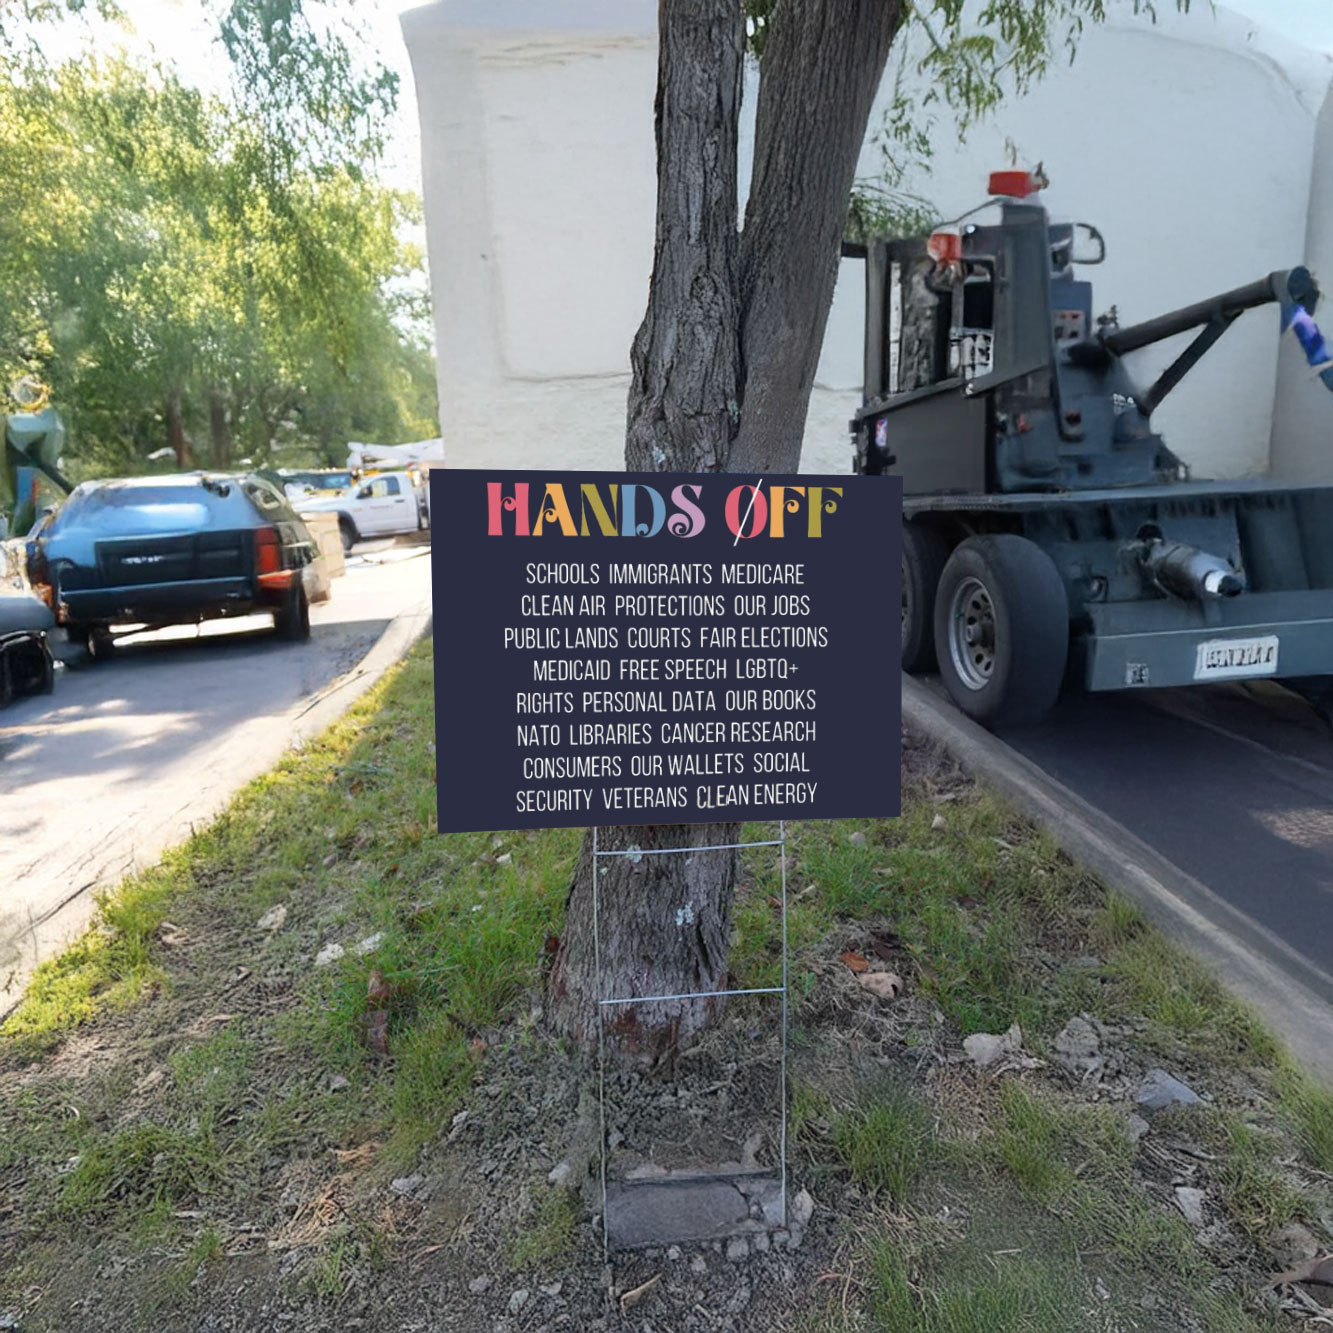 HANDS OFF
SCHOOLS IMMIGRANTS MEDICARE
CLEAN AIR PROTECTIONS OUR JOBS
PUBLIC LANDS COURTS FAIR ELECTIONS
MEDICAID FREE SPEECH LGBTQ+
RIGHTS PERSONAL DATA OUR BOOKS
NATO LIBRARIES CANCER RESEARCH
CONSUMERS OUR WALLETS SOCIAL
SECURITY VETERANS CLEAN ENERGY